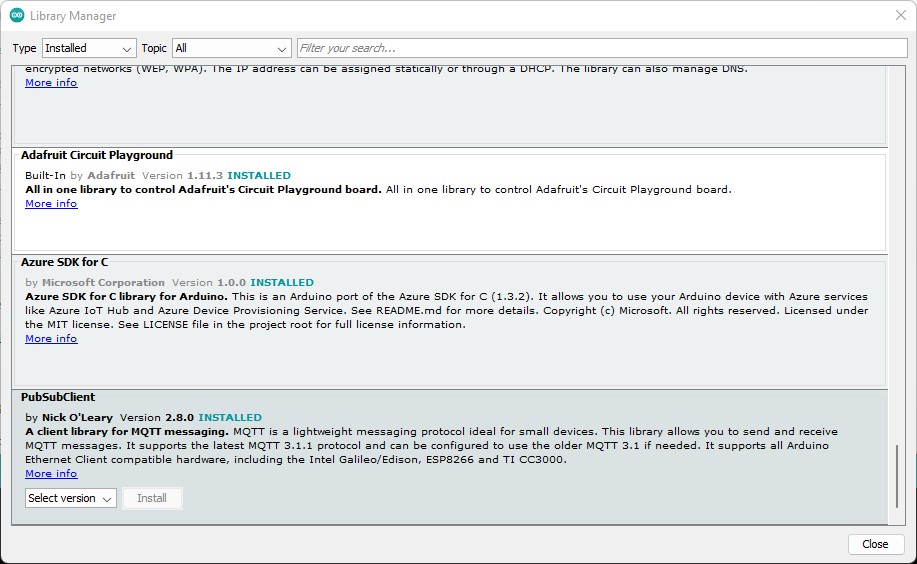 Library Manager
Type Installed Topic All Filter your search...
encrypted networks (WEP, WPA). The IP address can be assigned statically or through a DHCP. The library can also manage DNS.
More info
Adafruit Circuit Playground
Built-In by Adafruit Version 1.11.3 INSTALLED
All in one library to control Adafruit's Circuit Playground board. All in one library to control Adafruit's Circuit Playground board.
More info
Azure SDK for C
by Microsoft Corporation Version 1.0.0 INSTALLED
Azure SDK for C library for Arduino. This is an Arduino port of the Azure SDK for C (1.3.2). It allows you to use your Arduino device with Azure services
like Azure IoT Hub and Azure Device Provisioning Service. See README.md for more details. Copyright (c) Microsoft. All rights reserved. Licensed under
the MIT license. See LICENSE file in the project root for full license information.
More info
PubSubClient
by Nick O'Leary Version 2.8.0 INSTALLED
A client library for MQTT messaging. MQTT is a lightweight messaging protocol ideal for small devices. This library allows you to send and receive
MQTT messages. It supports the latest MQTT 3.1.1 protocol and can be configured to use the older MQTT 3.1 if needed. It supports all Arduino
Ethernet Client compatible hardware, including the Intel Galileo/Edison, ESP8266 and TI CC3000.
More info
Select version Install
Close